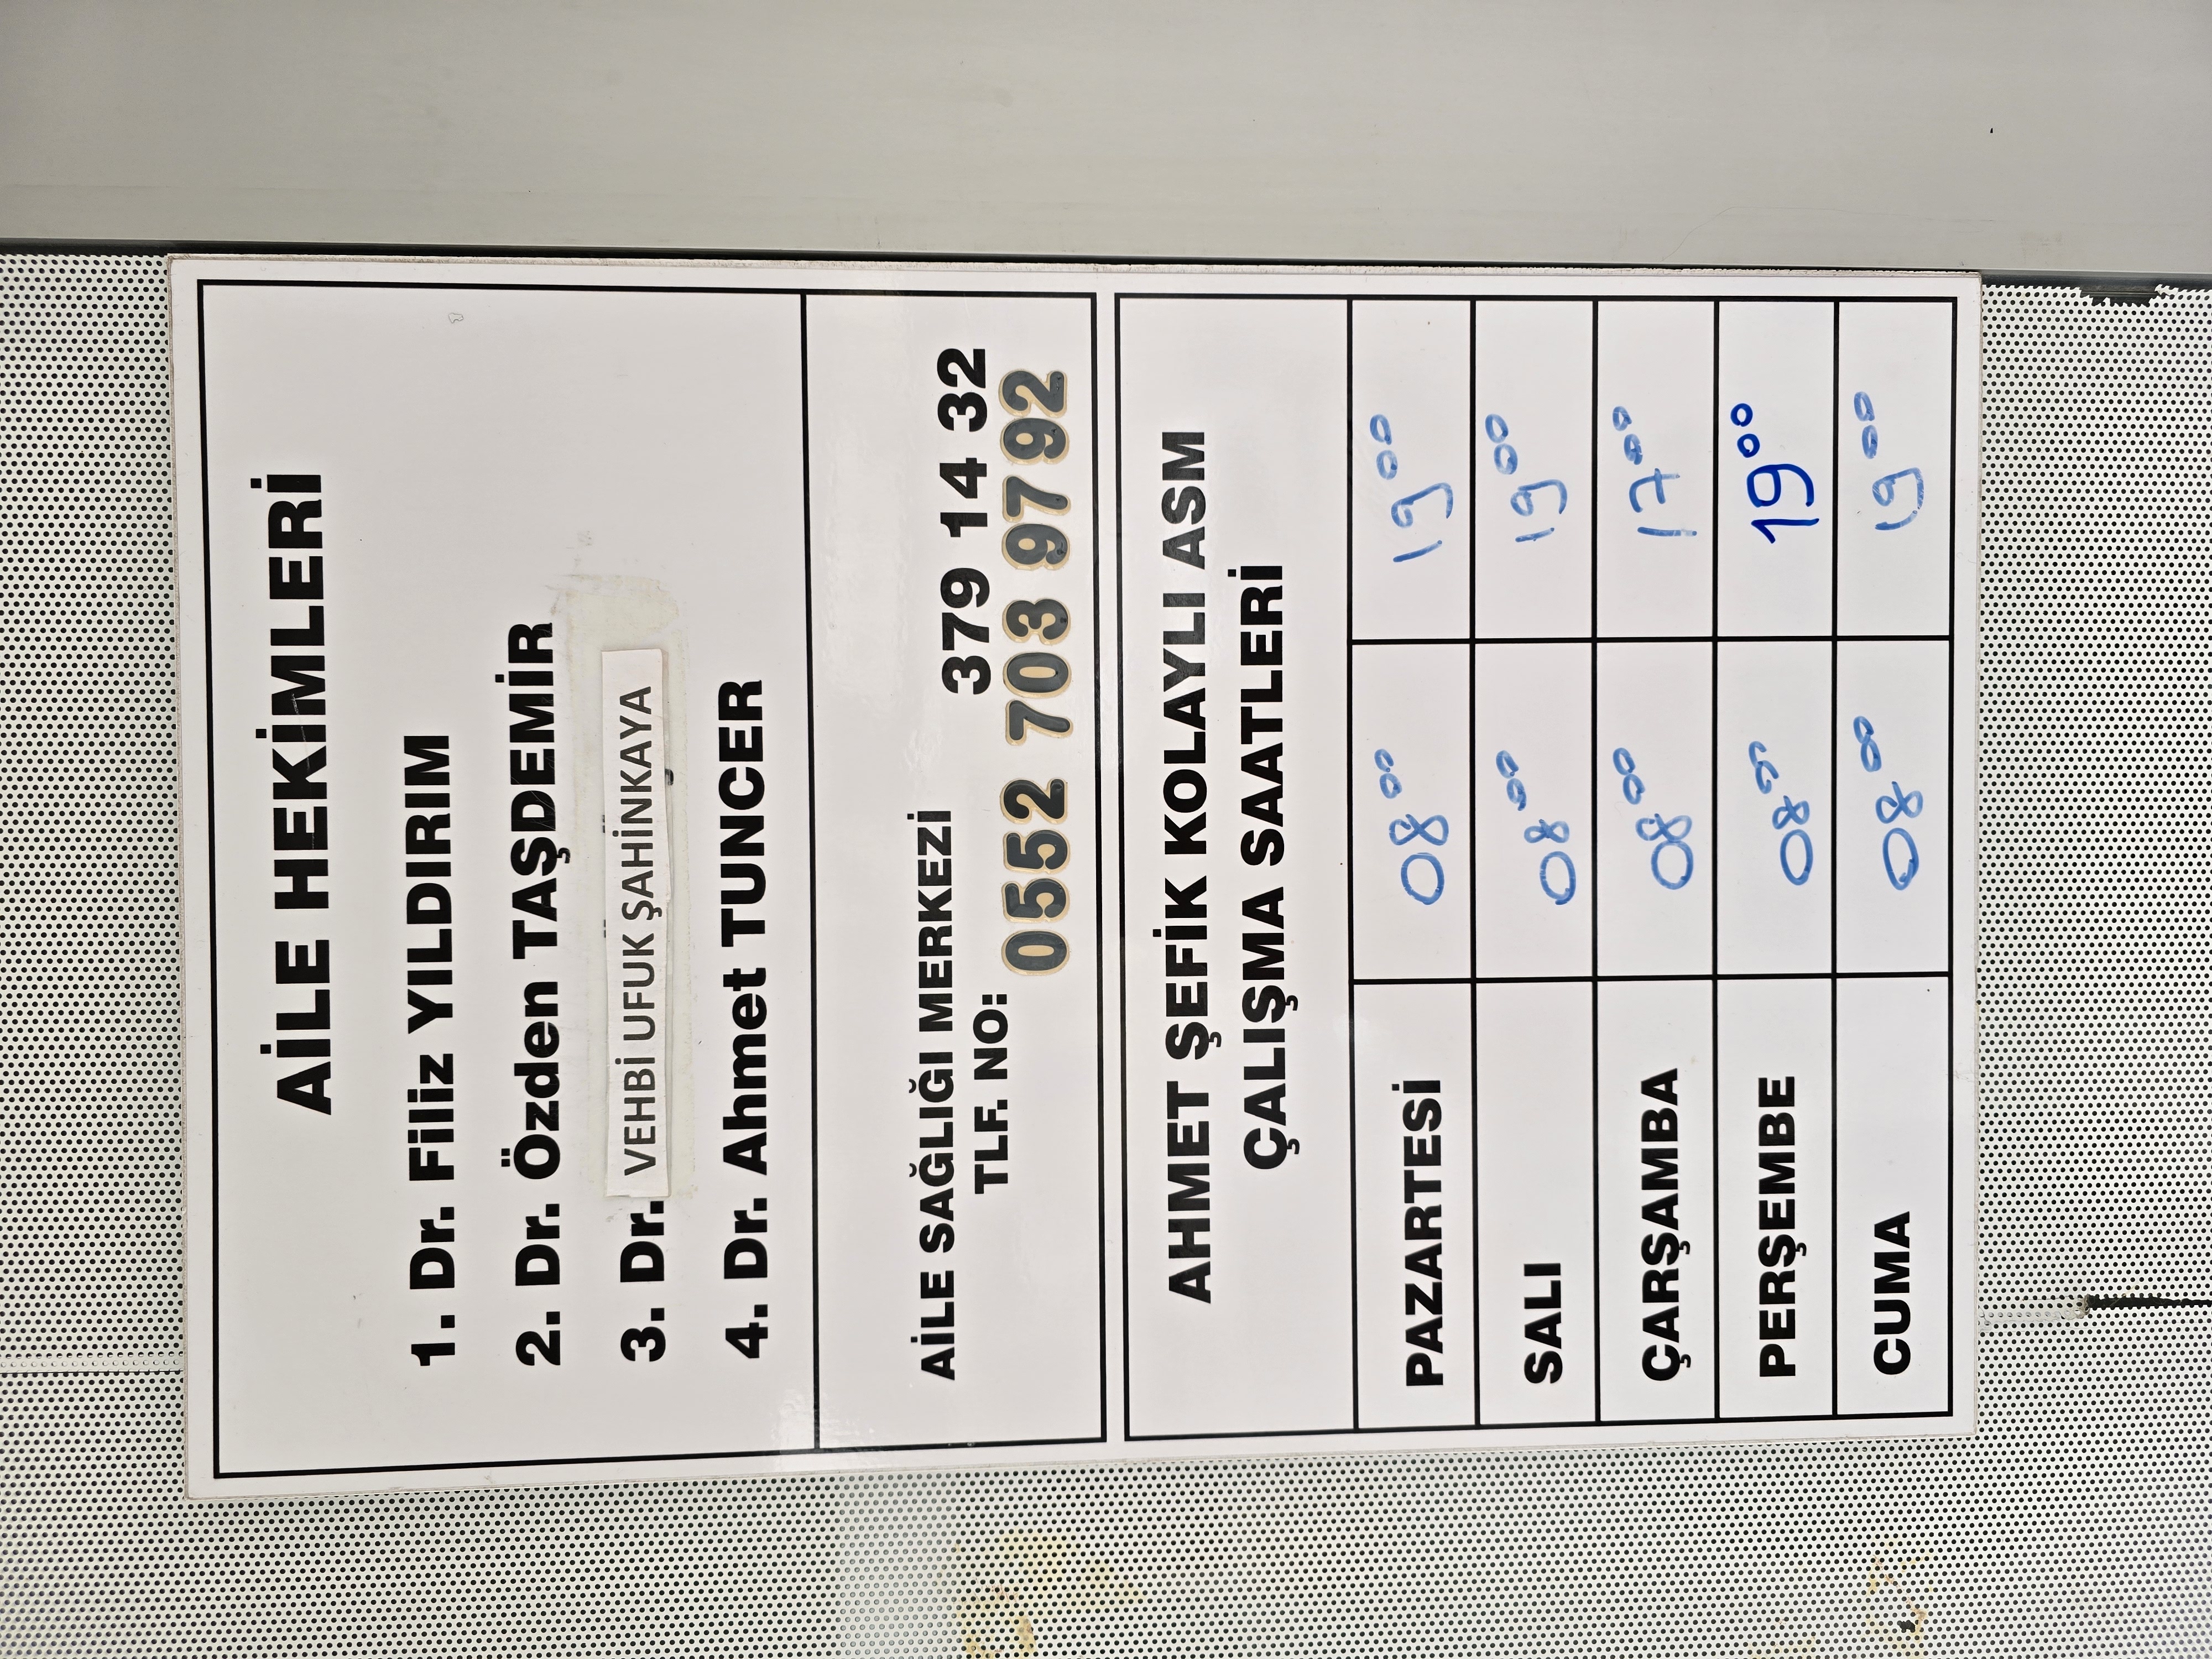 AİLE HEKİMLERİ
1. Dr. Filiz YILDIRIM
2. Dr. Özden TAŞDEMİR
3. Dr. VEHBİ UFUK ŞAHİNKAYA
4. Dr. Ahmet TUNCER
AİLE SAĞLIĞI MERKEZİ
TLF. NO: 379 14 32
0552 703 97 92
AHMET ŞEFİK KOLAYLI ASM
ÇALIŞMA SAATLERİ
PAZARTESİ 08⁰⁰ 19⁰⁰
SALI 08⁰⁰ 19⁰⁰
ÇARŞAMBA 08⁰⁰ 17⁰⁰
PERŞEMBE 08⁰⁰ 19⁰⁰
CUMA 08⁰⁰ 19⁰⁰